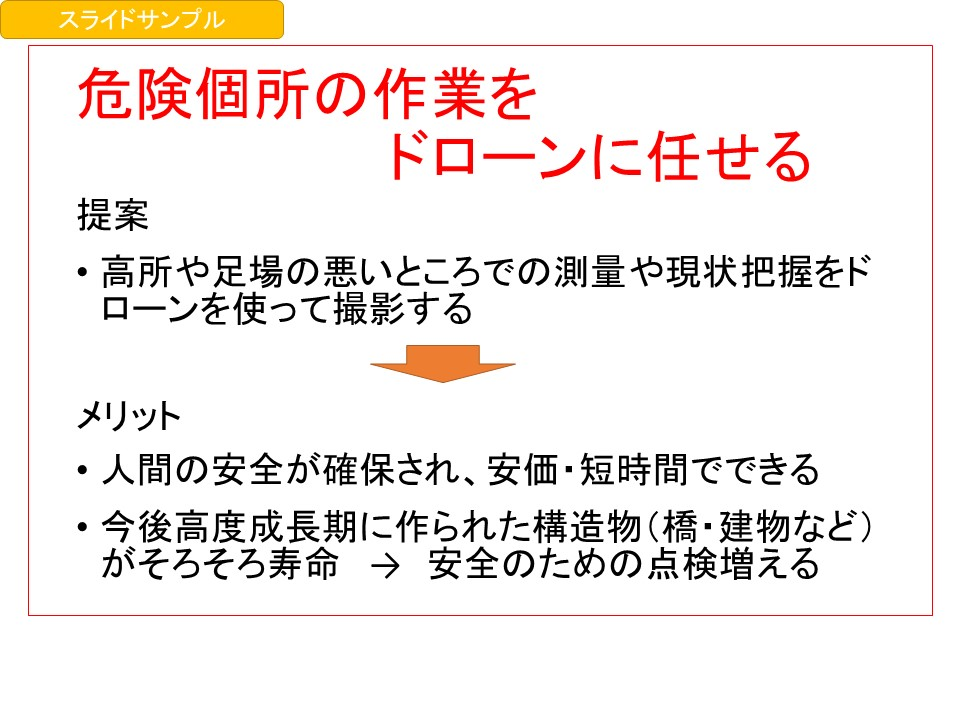 スライドサンプル
危険個所の作業を
ドローンに任せる
提案
• 高所や足場の悪いところでの測量や現状把握をド
ローンを使って撮影する
メリット
• 人間の安全が確保され、安価・短時間でできる
• 今後高度成長期に作られた構造物（橋・建物など）
がそろそろ寿命　→　安全のための点検増える